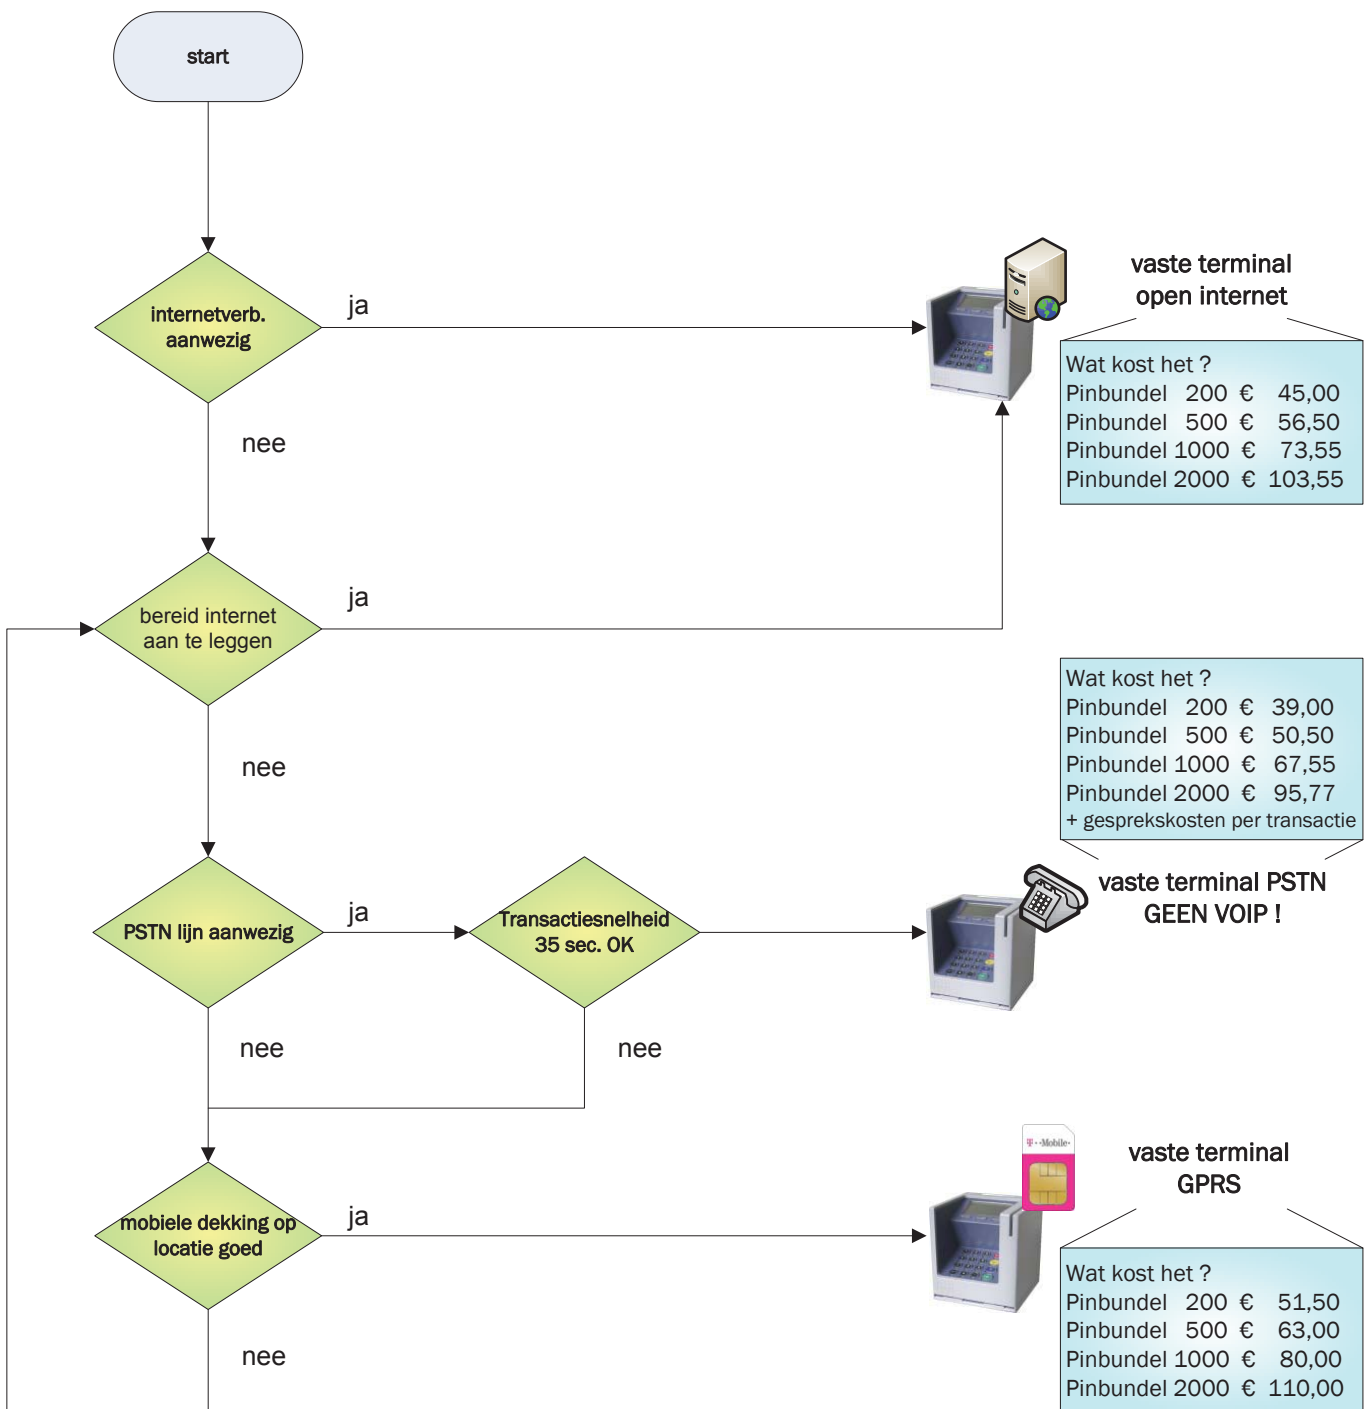 start
internetverb.
aanwezig
ja
vaste terminal
open internet
Wat kost het ?
Pinbundel 200 € 45,00
Pinbundel 500 € 56,50
Pinbundel 1000 € 73,55
Pinbundel 2000 € 103,55
nee
bereid internet
aan te leggen
ja
nee
Wat kost het ?
Pinbundel 200 € 39,00
Pinbundel 500 € 50,50
Pinbundel 1000 € 67,55
Pinbundel 2000 € 95,77
+ gesprekskosten per transactie
vaste terminal PSTN
GEEN VOIP !
PSTN lijn aanwezig
ja
Transactiesnelheid
35 sec. OK
nee
nee
T··Mobile·
vaste terminal
GPRS
mobiele dekking op
locatie goed
ja
Wat kost het ?
Pinbundel 200 € 51,50
Pinbundel 500 € 63,00
Pinbundel 1000 € 80,00
Pinbundel 2000 € 110,00
nee